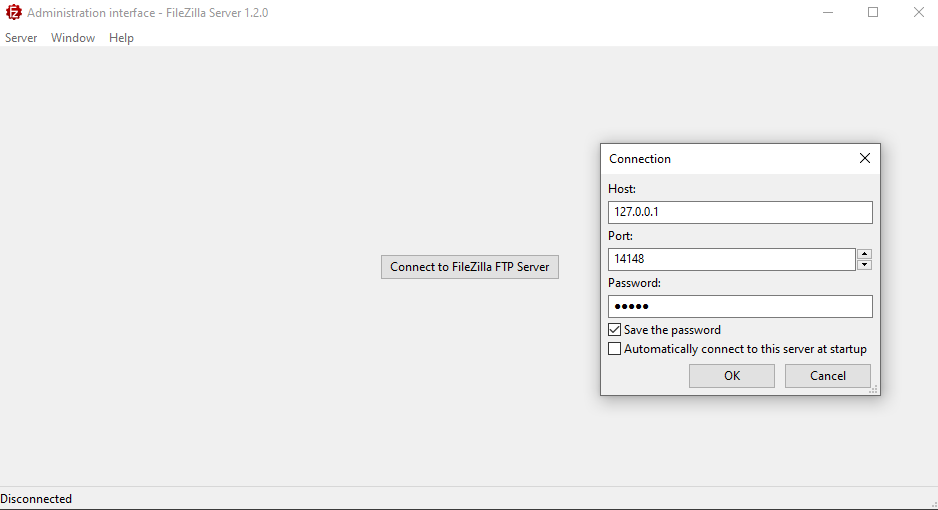 Administration interface - FileZilla Server 1.2.0
Server Window Help
Connection
Host:
127.0.0.1
Port:
14148
Connect to FileZilla FTP Server
Password:
●●●●●
Save the password
Automatically connect to this server at startup
OK Cancel
Disconnected